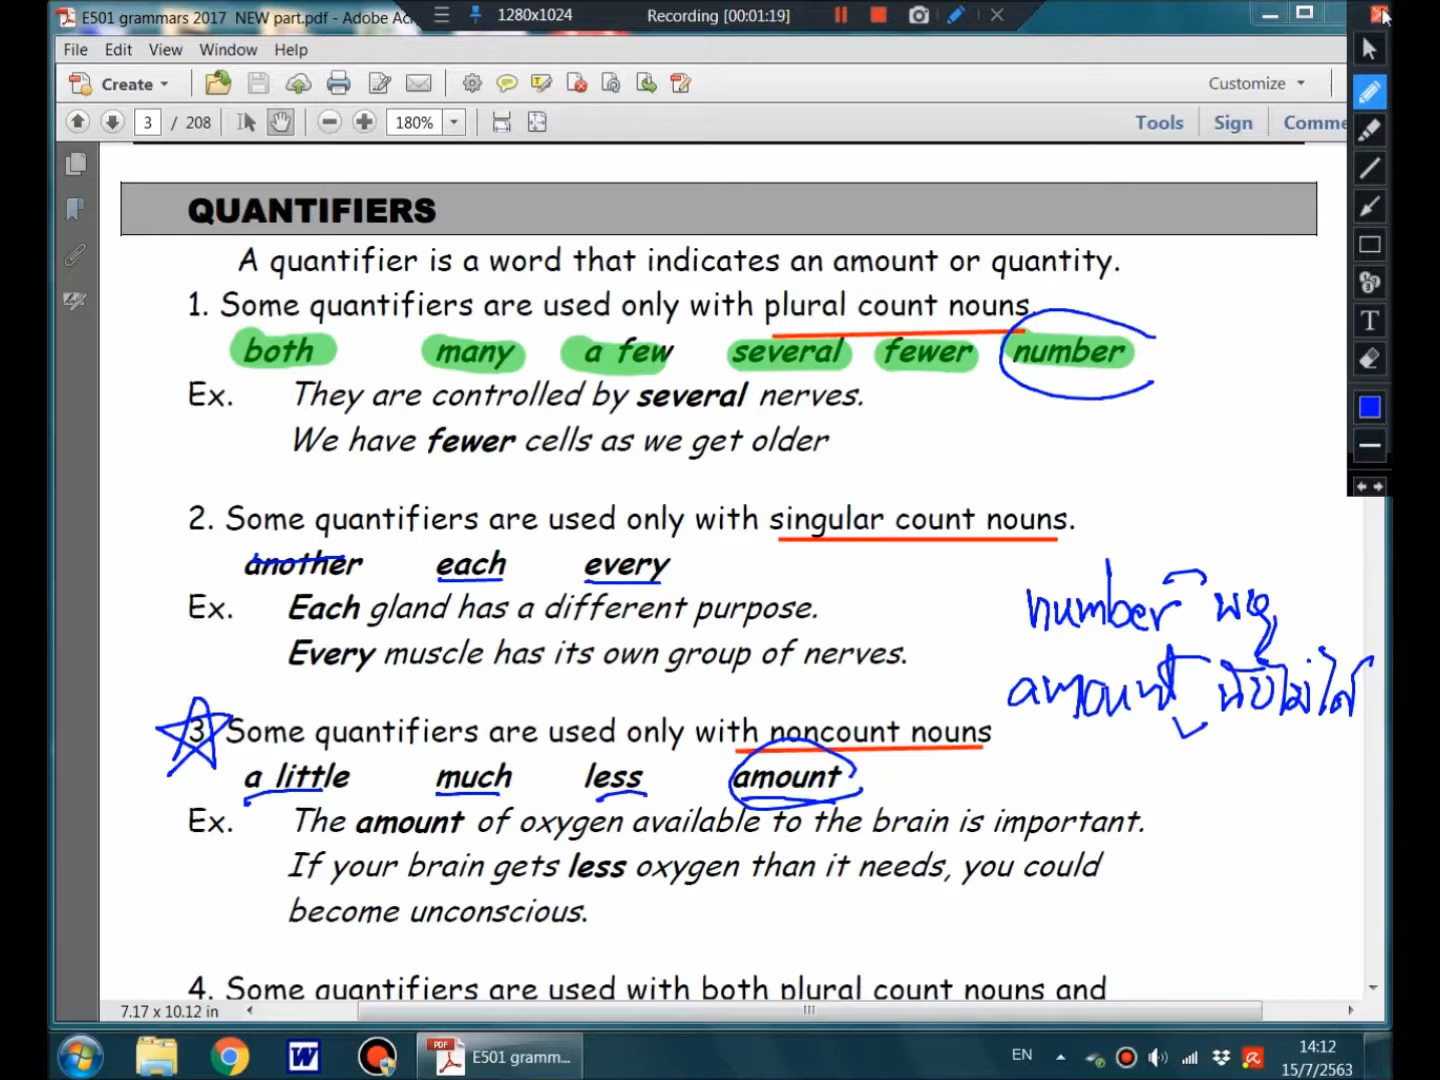 E501 grammars 2017 NEW part.pdf - Adobe Ac
1280x1024
Recording [00:01:19]
File Edit View Window Help
Create
Customize
3 / 208
180%
Tools Sign Comme
QUANTIFIERS
A quantifier is a word that indicates an amount or quantity.
1. Some quantifiers are used only with plural count nouns.
both many a few several fewer number
Ex. They are controlled by several nerves.
We have fewer cells as we get older
2. Some quantifiers are used only with singular count nouns.
another each every
Ex. Each gland has a different purpose.
Every muscle has its own group of nerves.
number
amount นับไม่ได้
3. Some quantifiers are used only with noncount nouns
a little much less amount
Ex. The amount of oxygen available to the brain is important.
If your brain gets less oxygen than it needs, you could
become unconscious.
4. Some quantifiers are used with both plural count nouns and
7.17 x 10.12 in
E501 gramm...
EN
14:12
15/7/2563